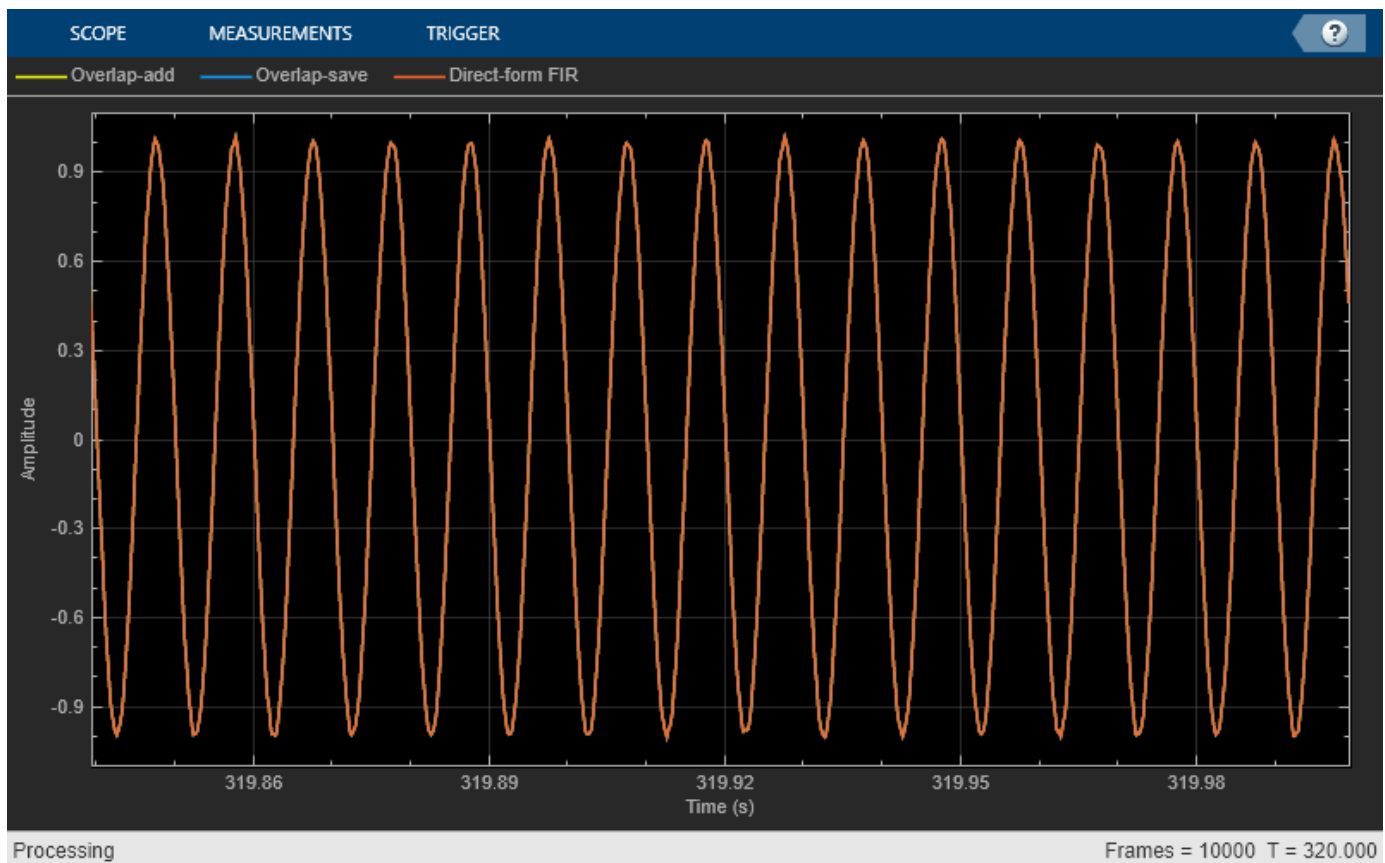 SCOPE MEASUREMENTS TRIGGER ?
Overlap-add Overlap-save Direct-form FIR
0.9
0.6
0.3
0
-0.3
-0.6
-0.9
Amplitude
319.86 319.89 319.92 319.95 319.98
Time (s)
Processing Frames = 10000 T = 320.000